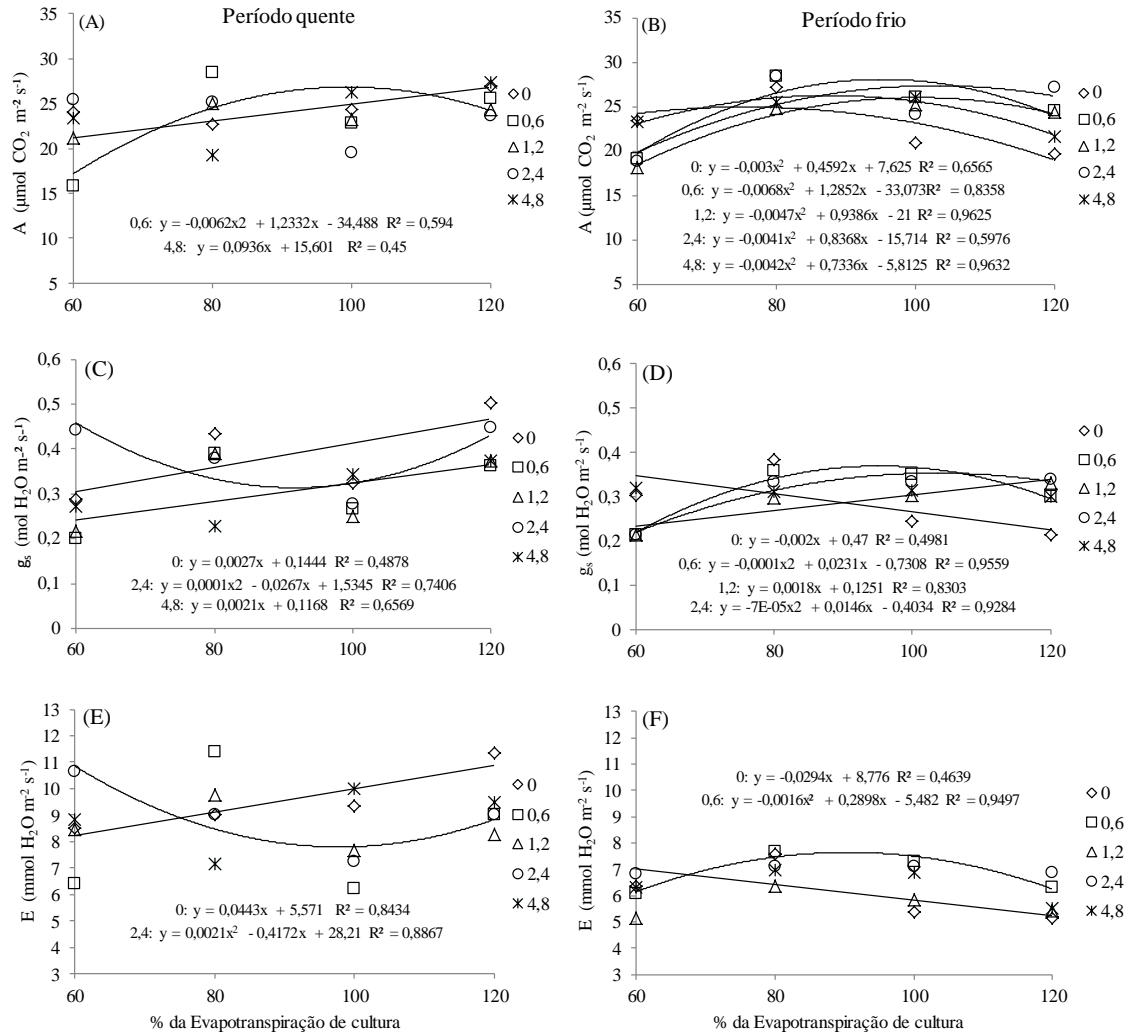 (A) Período quente
A (µmol CO₂ m⁻² s⁻¹)
35
30
25
20
15
10
5
60 80 100 120
0,6: y = -0,0062x2 + 1,2332x - 34,488 R² = 0,594
4,8: y = 0,0936x + 15,601 R² = 0,45
0
0,6
1,2
2,4
4,8
(B) Período frio
A (µmol CO₂ m⁻² s⁻¹)
35
30
25
20
15
10
5
60 80 100 120
0: y = -0,003x² + 0,4592x + 7,625 R² = 0,6565
0,6: y = -0,0068x² + 1,2852x - 33,073R² = 0,8358
1,2: y = -0,0047x² + 0,9386x - 21 R² = 0,9625
2,4: y = -0,0041x² + 0,8368x - 15,714 R² = 0,5976
4,8: y = -0,0042x² + 0,7336x - 5,8125 R² = 0,9632
0
0,6
1,2
2,4
4,8
(C)
gₛ (mol H₂O m⁻² s⁻¹)
0,6
0,5
0,4
0,3
0,2
0,1
0
60 80 100 120
0: y = 0,0027x + 0,1444 R² = 0,4878
2,4: y = 0,0001x2 - 0,0267x + 1,5345 R² = 0,7406
4,8: y = 0,0021x + 0,1168 R² = 0,6569
0
0,6
1,2
2,4
4,8
(D)
gₛ (mol H₂O m⁻² s⁻¹)
0,6
0,5
0,4
0,3
0,2
0,1
0
60 80 100 120
0: y = -0,002x + 0,47 R² = 0,4981
0,6: y = -0,0001x2 + 0,0231x - 0,7308 R² = 0,9559
1,2: y = 0,0018x + 0,1251 R² = 0,8303
2,4: y = -7E-05x2 + 0,0146x - 0,4034 R² = 0,9284
0
0,6
1,2
2,4
4,8
(E)
E (mmol H₂O m⁻² s⁻¹)
13
12
11
10
9
8
7
6
5
4
3
60 80 100 120
0: y = 0,0443x + 5,571 R² = 0,8434
2,4: y = 0,0021x² - 0,4172x + 28,21 R² = 0,8867
0
0,6
1,2
2,4
4,8
% da Evapotranspiração de cultura
(F)
E (mmol H₂O m⁻² s⁻¹)
13
12
11
10
9
8
7
6
5
4
3
60 80 100 120
0: y = -0,0294x + 8,776 R² = 0,4639
0,6: y = -0,0016x² + 0,2898x - 5,482 R² = 0,9497
0
0,6
1,2
2,4
4,8
% da Evapotranspiração de cultura